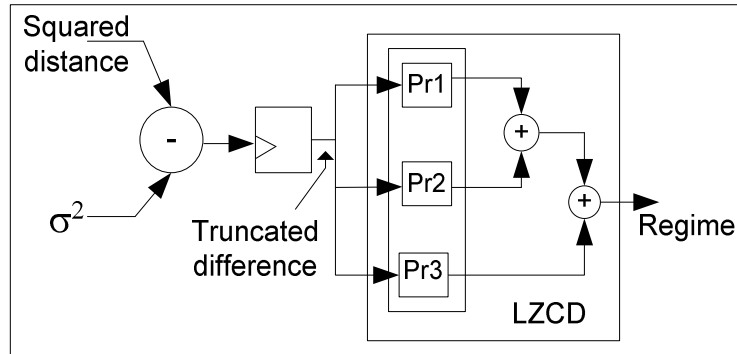 Squared
distance
-
σ²
Truncated
difference
Pr1
Pr2
Pr3
+
+
LZCD
Regime